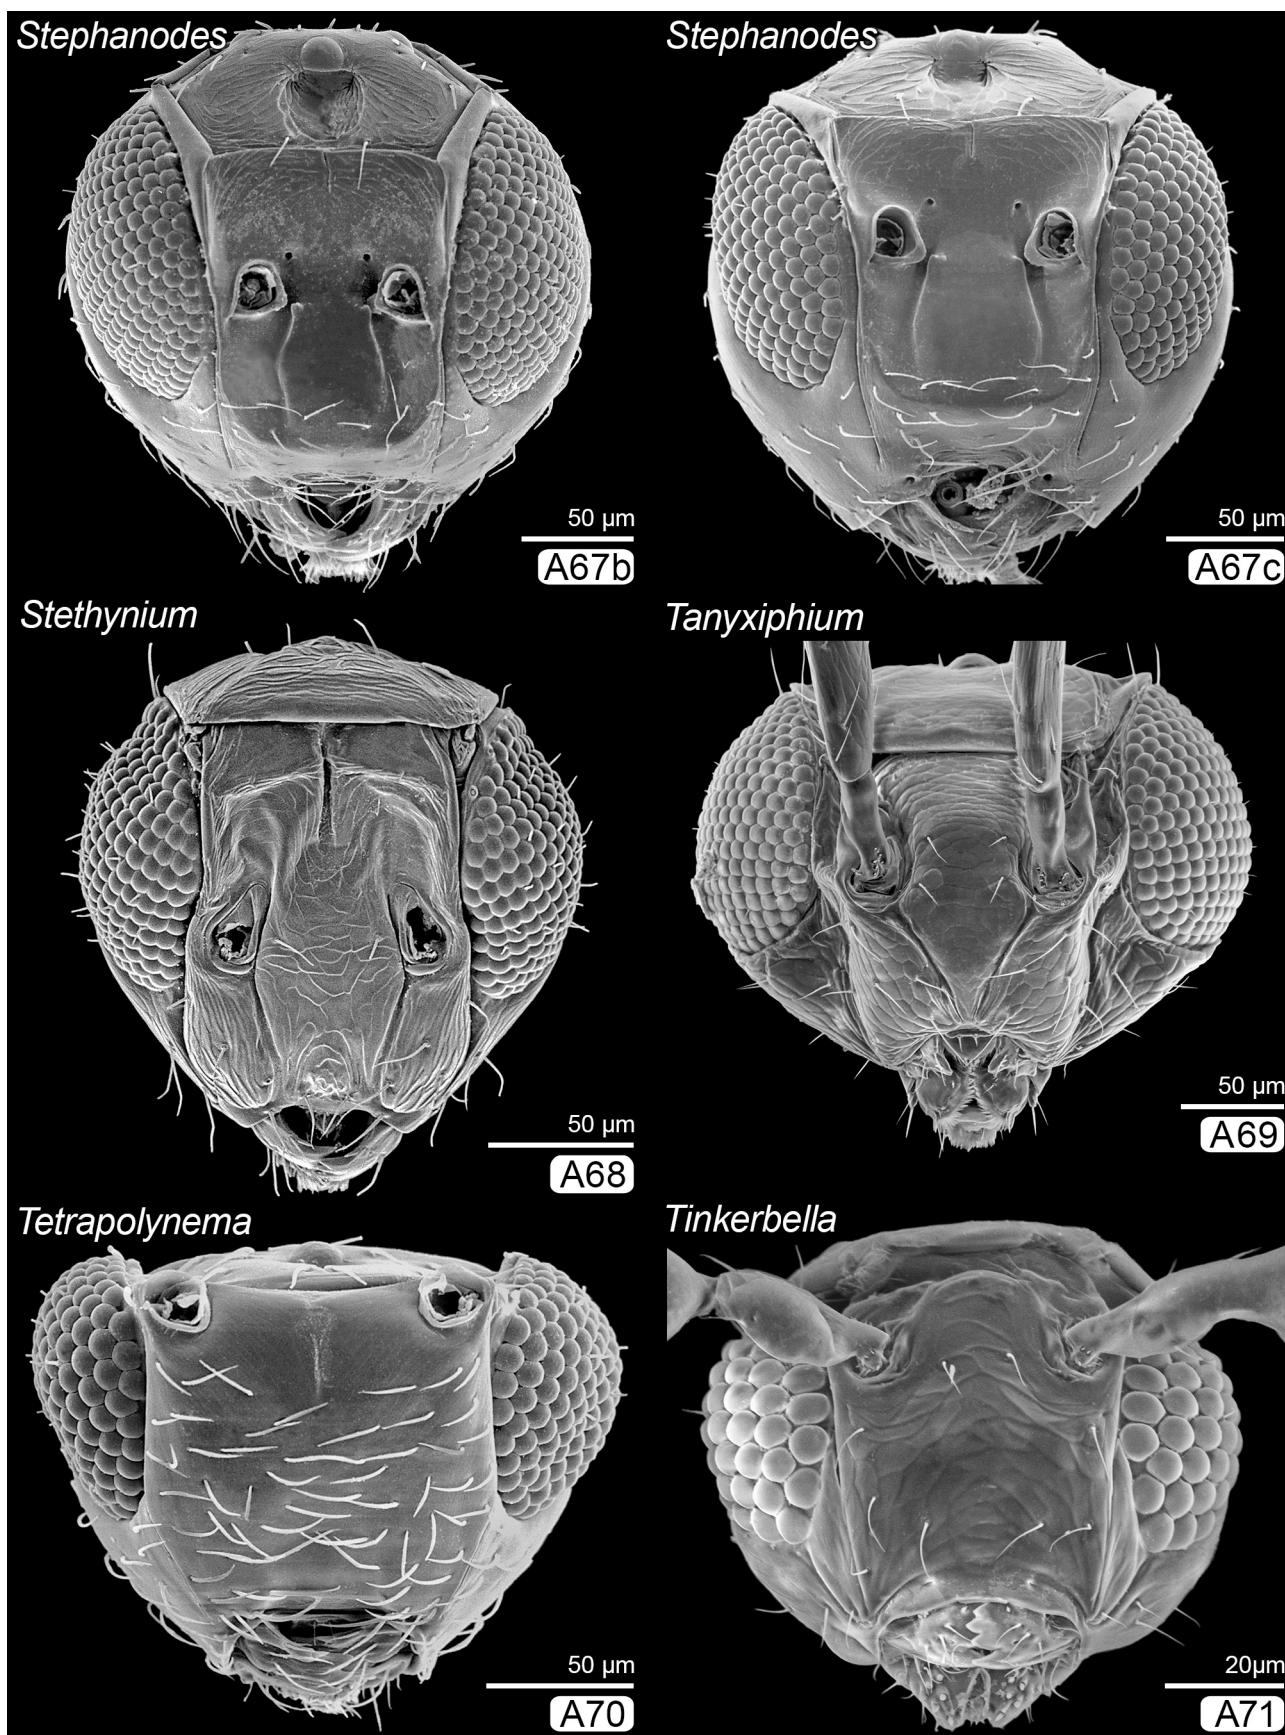 Stephanodes
50 µm
A67b
Stephanodes
50 µm
A67c
Stethynium
50 µm
A68
Tanyxiphium
50 µm
A69
Tetrapolynema
50 µm
A70
Tinkerbella
20µm
A71